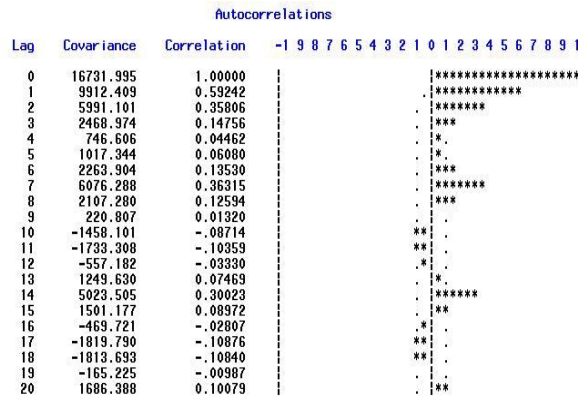 Autocorrelations
Lag Covariance Correlation -1 9 8 7 6 5 4 3 2 1 0 1 2 3 4 5 6 7 8 9 1
0 16731.995 1.00000 | |********************
1 9912.409 0.59242 | .|************
2 5991.101 0.35806 | . |*******
3 2468.974 0.14756 | . |***
4 746.606 0.04462 | . |*.
5 1017.344 0.06080 | . |*.
6 2263.904 0.13530 | . |***
7 6076.288 0.36315 | . |*******
8 2107.280 0.12594 | . |***
9 220.807 0.01320 | . | .
10 -1458.101 -.08714 | **| .
11 -1733.308 -.10359 | **| .
12 -557.182 -.03330 | .*| .
13 1249.630 0.07469 | . |*.
14 5023.505 0.30023 | . |******
15 1501.177 0.08972 | . |**
16 -469.721 -.02807 | .*| .
17 -1819.790 -.10876 | **| .
18 -1813.693 -.10840 | **| .
19 -165.225 -.00987 | . | .
20 1686.388 0.10079 | . |**